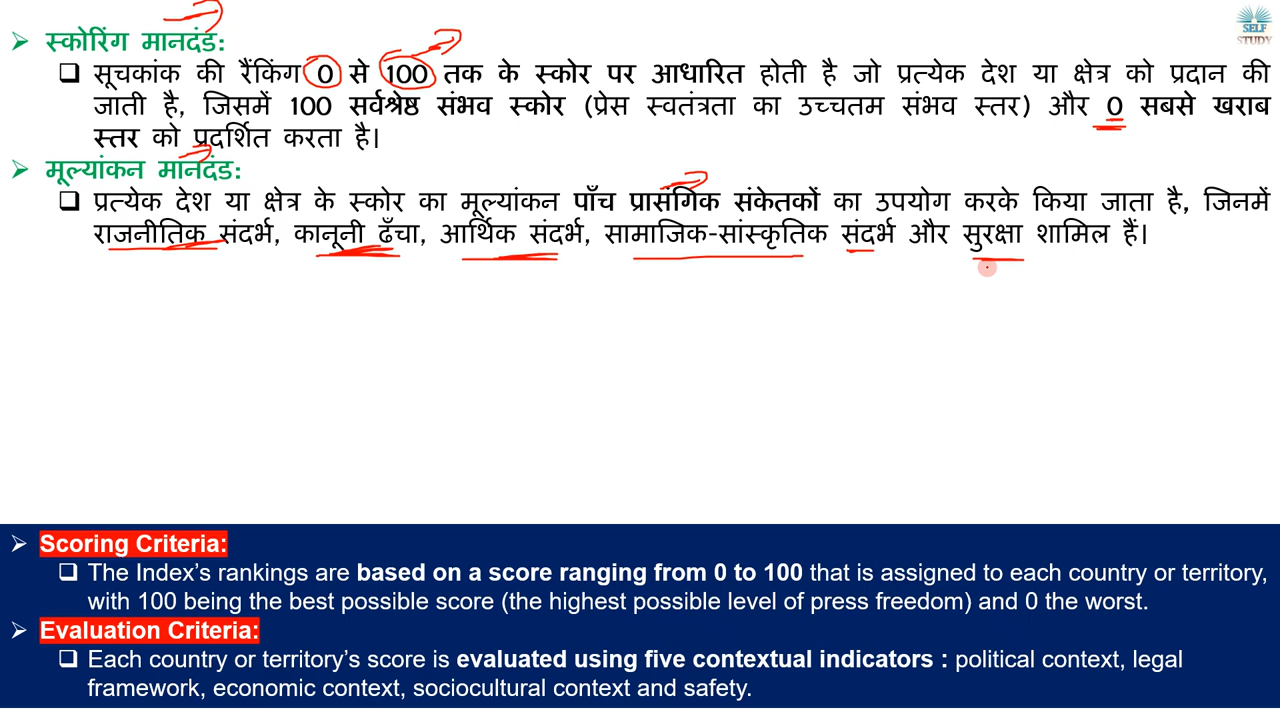 SELF
STUDY
➢ स्कोरिंग मानदंड:
❑ सूचकांक की रैंकिंग 0 से 100 तक के स्कोर पर आधारित होती है जो प्रत्येक देश या क्षेत्र को प्रदान की
जाती है, जिसमें 100 सर्वश्रेष्ठ संभव स्कोर (प्रेस स्वतंत्रता का उच्चतम संभव स्तर) और 0 सबसे खराब
स्तर को प्रदर्शित करता है।
➢ मूल्यांकन मानदंड:
❑ प्रत्येक देश या क्षेत्र के स्कोर का मूल्यांकन पाँच प्रासंगिक संकेतकों का उपयोग करके किया जाता है, जिनमें
राजनीतिक संदर्भ, कानूनी ढाँचा, आर्थिक संदर्भ, सामाजिक-सांस्कृतिक संदर्भ और सुरक्षा शामिल हैं।
➢ Scoring Criteria:
❑ The Index’s rankings are based on a score ranging from 0 to 100 that is assigned to each country or territory,
with 100 being the best possible score (the highest possible level of press freedom) and 0 the worst.
➢ Evaluation Criteria:
❑ Each country or territory’s score is evaluated using five contextual indicators : political context, legal
framework, economic context, sociocultural context and safety.